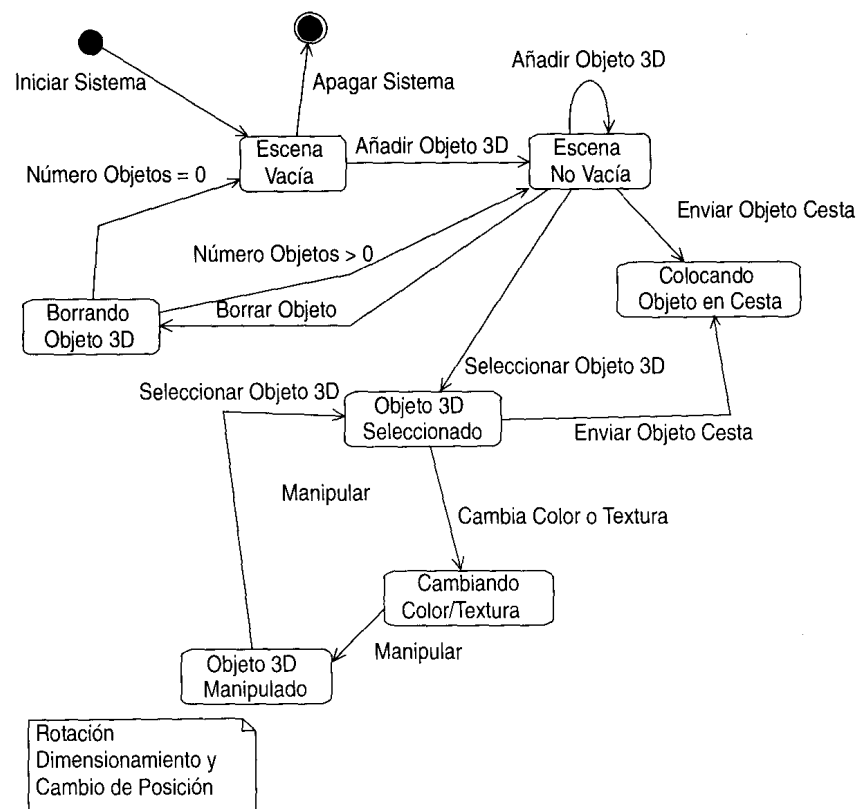 Iniciar Sistema
Apagar Sistema
Añadir Objeto 3D
Escena
Vacía
Añadir Objeto 3D
Escena
No Vacía
Número Objetos = 0
Enviar Objeto Cesta
Número Objetos > 0
Colocando
Objeto en Cesta
Borrando
Objeto 3D
Borrar Objeto
Seleccionar Objeto 3D
Seleccionar Objeto 3D
Objeto 3D
Seleccionado
Enviar Objeto Cesta
Manipular
Cambia Color o Textura
Cambiando
Color/Textura
Manipular
Objeto 3D
Manipulado
Rotación
Dimensionamiento y
Cambio de Posición